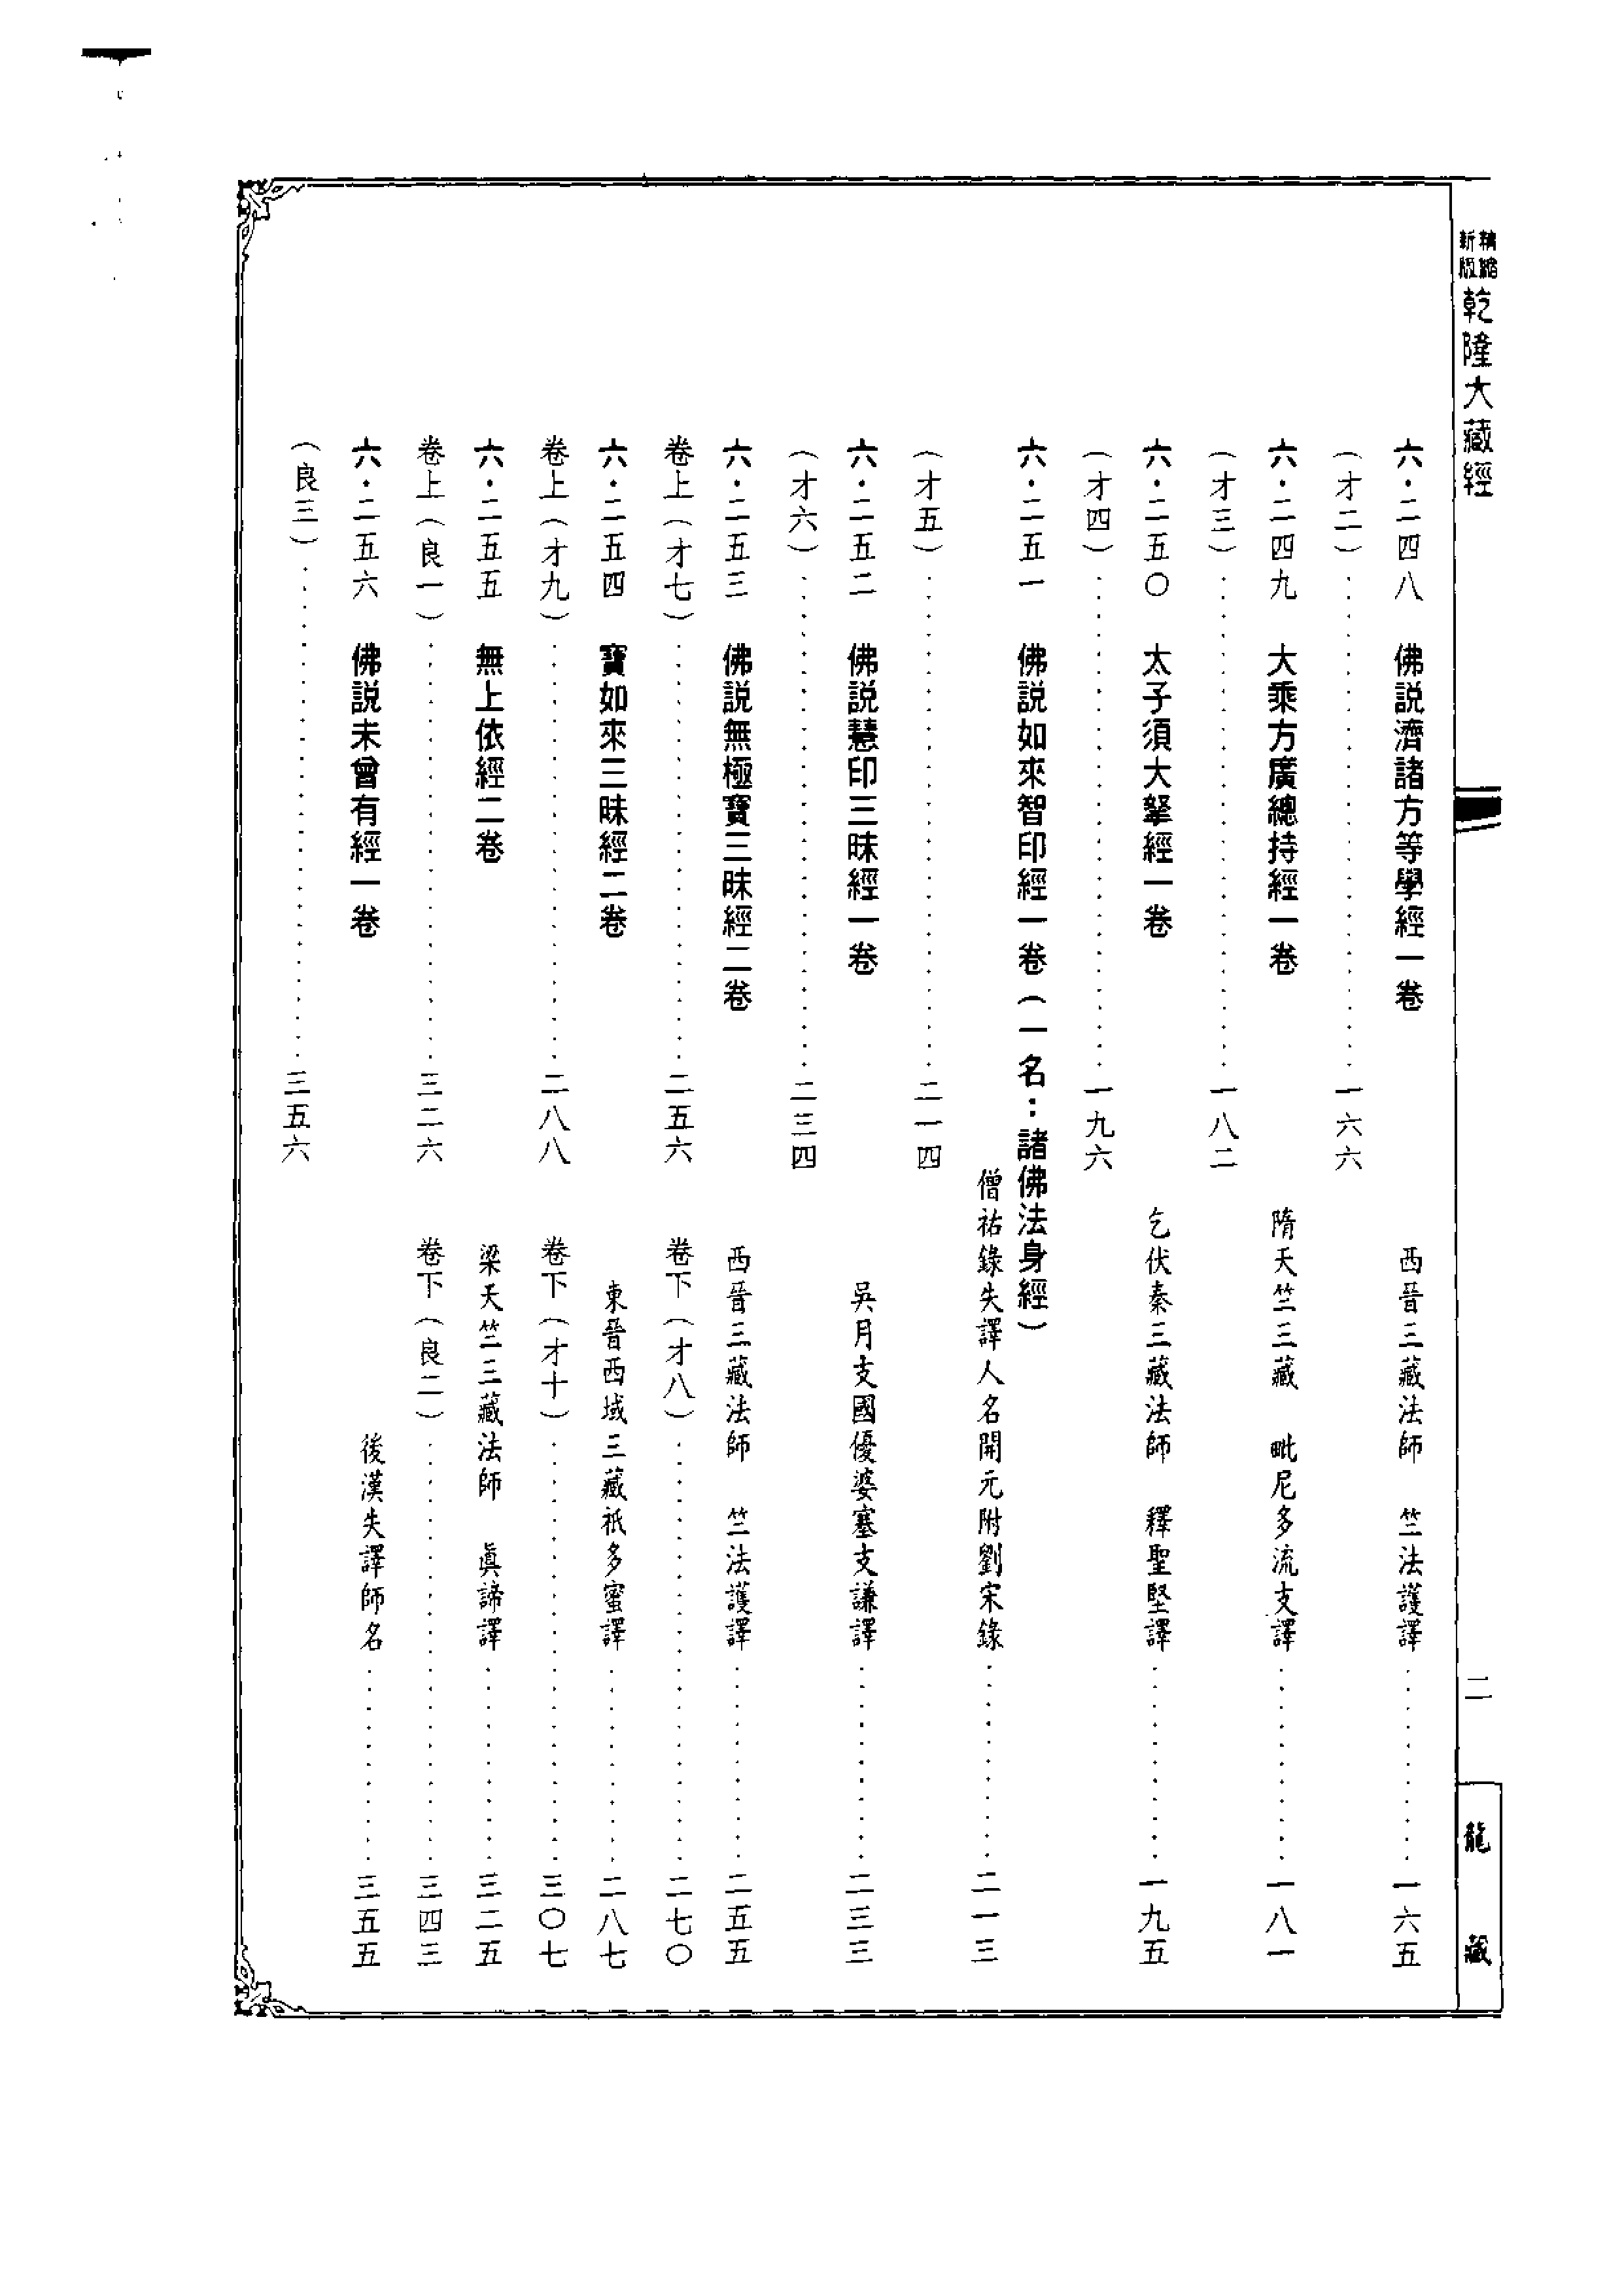 新版 精縮 乾隆大藏經
二
龍藏
六·二四八 佛説濟諸方等學經一卷 西晉三藏法師 竺法護譯…………一六五
(才二)…………一六六
六·二四九 大乘方廣總持經一卷 隋天竺三藏 毗尼多流支譯…………一八一
(才三)…………一八二
六·二五〇 太子須大拏經一卷 乞伏秦三藏法師 釋聖堅譯…………一九五
(才四)…………一九六
六·二五一 佛説如來智印經一卷(一名:諸佛法身經)
僧祐錄失譯人名開元附劉宋錄…………二一三
(才五)…………二一四
六·二五二 佛説慧印三昧經一卷 吳月支國優婆塞支謙譯…………二三三
(才六)…………二三四
六·二五三 佛説無極寶三昧經二卷 西晉三藏法師 竺法護譯…………二五五
卷上(才七)…………二五六 卷下(才八)…………二七〇
六·二五四 寶如來三昧經二卷 東晉西域三藏祇多蜜譯…………二八七
卷上(才九)…………二八八 卷下(才十)…………三〇七
六·二五五 無上依經二卷 梁天竺三藏法師 眞諦譯…………三二五
卷上(良一)…………三二六 卷下(良二)…………三四三
六·二五六 佛説未曾有經一卷 後漢失譯師名…………三五五
(良三)…………三五六